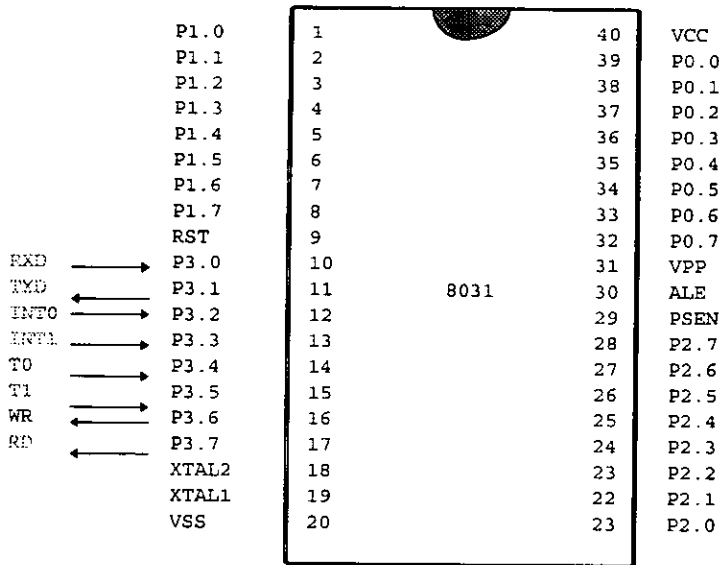 P1.0 1 40 VCC
P1.1 2 39 P0.0
P1.2 3 38 P0.1
P1.3 4 37 P0.2
P1.4 5 36 P0.3
P1.5 6 35 P0.4
P1.6 7 34 P0.5
P1.7 8 33 P0.6
RST 9 32 P0.7
RXD P3.0 10 31 VPP
TXD P3.1 11 8031 30 ALE
INT0 P3.2 12 29 PSEN
INT1 P3.3 13 28 P2.7
T0 P3.4 14 27 P2.6
T1 P3.5 15 26 P2.5
WR P3.6 16 25 P2.4
RD P3.7 17 24 P2.3
XTAL2 18 23 P2.2
XTAL1 19 22 P2.1
VSS 20 23 P2.0